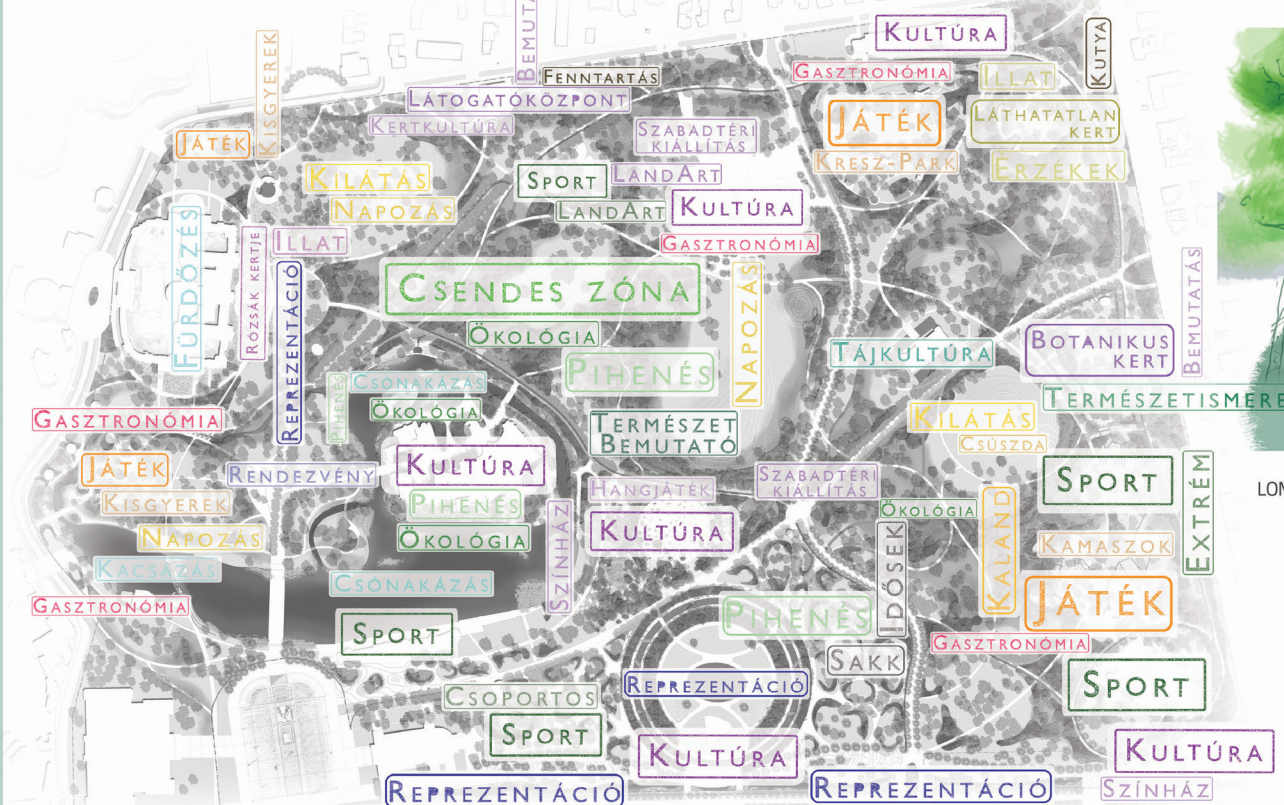 BEMUTA
KULTÚRA
KUTYA
KISGYEREK
FENNTARTÁS
GASZTRONÓMIA
ILLAT
LÁTOGATÓKÖZPONT
KERTKULTÚRA
SZABADTÉRI
KIÁLLÍTÁS
JÁTÉK
LÁTHATATLAN
KERT
JÁTÉK
KRESZ-PARK
ÉRZÉKEK
KILÁTÁS
SPORT
LANDART
NAPOZÁS
LANDART
KULTÚRA
FÜRDŐZÉS
RÓZSÁK KERTJE
ILLAT
GASZTRONÓMIA
REPREZENTÁCIÓ
CSENDES ZÓNA
NAPOZÁS
BEMUTATÁS
ÖKOLÓGIA
TÁJKULTÚRA
BOTANIKUS
KERT
PIHENÉS
PIHENÉS
CSÓNAKÁZÁS
ÖKOLÓGIA
TERMÉSZETISMERE
GASZTRONÓMIA
TERMÉSZET
BEMUTATÓ
KILÁTÁS
CSÚSZDA
JÁTÉK
RENDEZVÉNY
KULTÚRA
SPORT
EXTRÉM
LON
KISGYEREK
PIHENÉS
HANGJÁTÉK
SZABADTÉRI
KIÁLLÍTÁS
ÖKOLÓGIA
NAPOZÁS
ÖKOLÓGIA
SZÍNHÁZ
KULTÚRA
IDŐSEK
KALAND
KAMASZOK
KACSÁZÁS
CSÓNAKÁZÁS
GASZTRONÓMIA
PIHENÉS
JÁTÉK
SPORT
SAKK
GASZTRONÓMIA
CSOPORTOS
REPREZENTÁCIÓ
SPORT
SPORT
KULTÚRA
KULTÚRA
REPREZENTÁCIÓ
REPREZENTÁCIÓ
SZÍNHÁZ